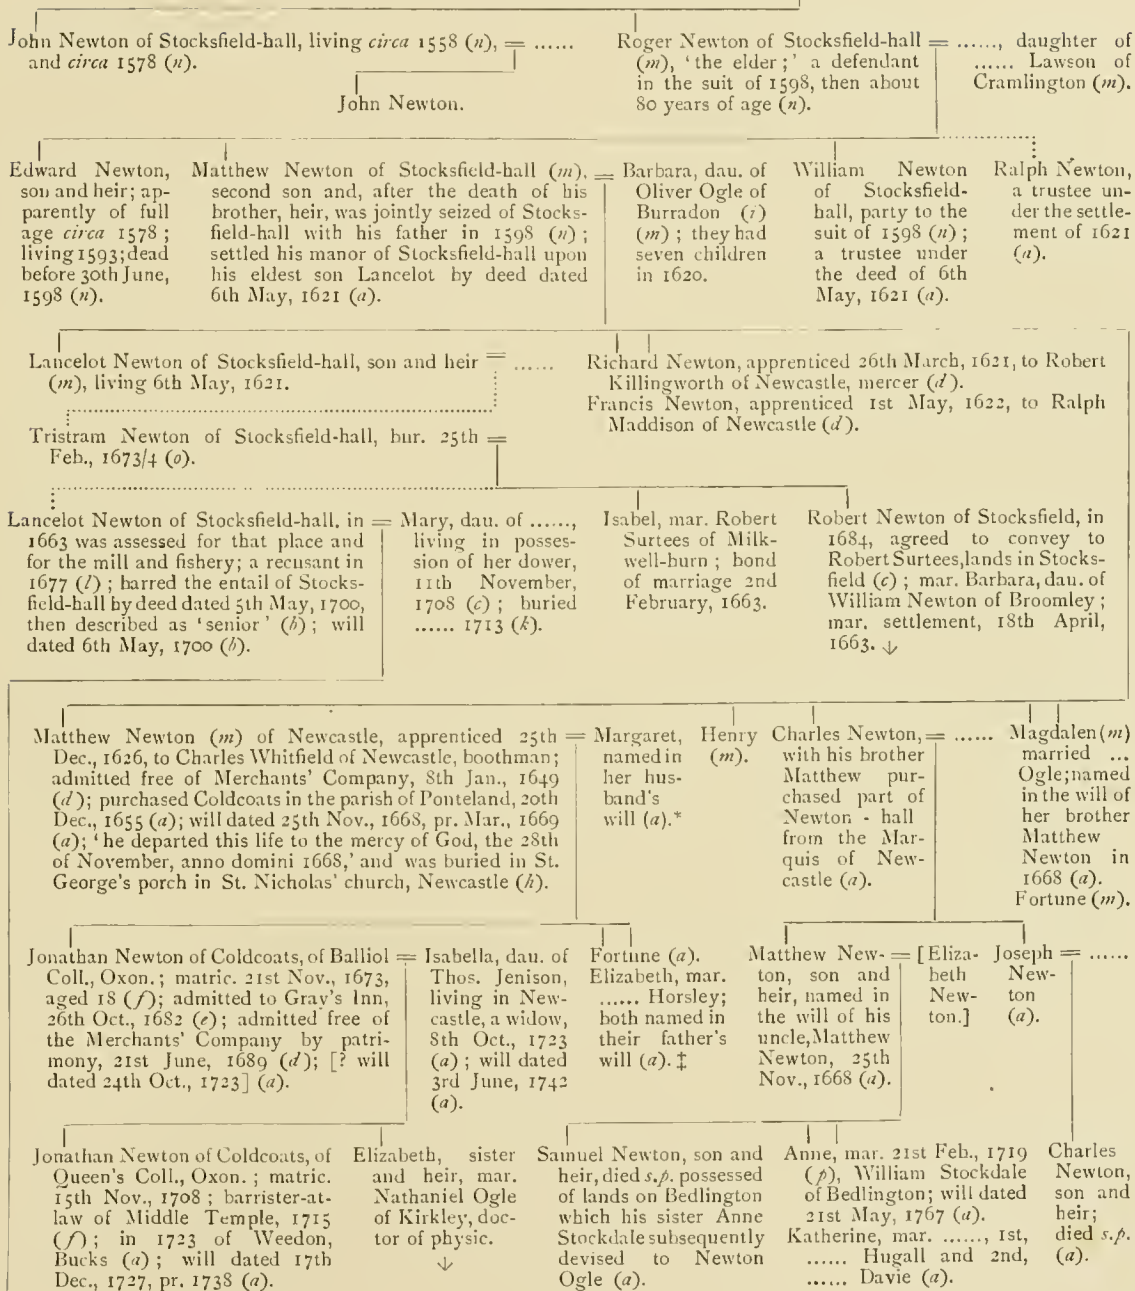 John Newton of Stocksfield-hall, living circa 1558 (n), = ......
and circa 1578 (n).
John Newton.
Roger Newton of Stocksfield-hall = ......, daughter of
(m), 'the elder;' a defendant
in the suit of 1598, then about
80 years of age (n).
...... Lawson of
Cramlington (m).
Edward Newton,
son and heir; ap-
parently of full
age circa 1578;
living 1593; dead
before 30th June,
1598 (n).
Matthew Newton of Stocksfield-hall (m), =
second son and, after the death of his
brother, heir, was jointly seized of Stocks-
field-hall with his father in 1598 (n);
settled his manor of Stocksfield-hall upon
his eldest son Lancelot by deed dated
6th May, 1621 (a).
Barbara, dau. of
Oliver Ogle of
Burradon (i)
(m); they had
seven children
in 1620.
William Newton
of Stocksfield-
hall, party to the
suit of 1598 (n);
a trustee under
the deed of 6th
May, 1621 (a).
Ralph Newton,
a trustee un-
der the settle-
ment of 1621
(a).
Lancelot Newton of Stocksfield-hall, son and heir = ......
(m), living 6th May, 1621.
Richard Newton, apprenticed 26th March, 1621, to Robert
Killingworth of Newcastle, mercer (d).
Francis Newton, apprenticed 1st May, 1622, to Ralph
Maddison of Newcastle (d).
Tristram Newton of Stocksfield-hall, bur. 25th =
Feb., 1673/4 (o).
Lancelot Newton of Stocksfield-hall, in =
1663 was assessed for that place and
for the mill and fishery; a recusant in
1677 (l); barred the entail of Stocks-
field-hall by deed dated 5th May, 1700,
then described as 'senior' (h); will
dated 6th May, 1700 (h).
Mary, dau. of ......,
living in posses-
sion of her dower,
11th November,
1708 (c); buried
...... 1713 (k).
Isabel, mar. Robert
Surtees of Milk-
well-burn; bond
of marriage 2nd
February, 1663.
Robert Newton of Stocksfield, in
1684, agreed to convey to
Robert Surtees, lands in Stocks-
field (c); mar. Barbara, dau. of
William Newton of Broomley;
mar. settlement, 18th April,
1663. ↓
Matthew Newton (m) of Newcastle, apprenticed 25th =
Dec., 1626, to Charles Whitfield of Newcastle, boothman;
admitted free of Merchants' Company, 8th Jan., 1649
(d); purchased Coldcoats in the parish of Ponteland, 20th
Dec., 1655 (a); will dated 25th Nov., 1668, pr. Mar., 1669
(a); 'he departed this life to the mercy of God, the 28th
of November, anno domini 1668,' and was buried in St.
George's porch in St. Nicholas' church, Newcastle (h).
Margaret,
named in
her hus-
band's
will (a).*
Henry
(m).
Charles Newton, = ......
with his brother
Matthew pur-
chased part of
Newton - hall
from the Mar-
quis of New-
castle (a).
Magdalen (m)
married ...
Ogle; named
in the will of
her brother
Matthew
Newton in
1668 (a).
Fortune (m).
Jonathan Newton of Coldcoats, of Balliol =
Coll., Oxon.; matric. 21st Nov., 1673,
aged 18 (f); admitted to Gray's Inn,
26th Oct., 1682 (e); admitted free of
the Merchants' Company by patri-
mony, 21st June, 1689 (d); [? will
dated 24th Oct., 1723] (a).
Isabella, dau. of
Thos. Jenison,
living in New-
castle, a widow,
8th Oct., 1723
(a); will dated
3rd June, 1742
(a).
Fortune (a).
Elizabeth, mar.
...... Horsley;
both named in
their father's
will (a). ‡
Matthew New- =
ton, son and
heir, named in
the will of his
uncle, Matthew
Newton, 25th
Nov., 1668 (a).
[Eliza-
beth
New-
ton.]
Joseph = ......
New-
ton
(a).
Jonathan Newton of Coldcoats, of
Queen's Coll., Oxon.; matric.
15th Nov., 1708; barrister-at-
law of Middle Temple, 1715
(f); in 1723 of Weedon,
Bucks (a); will dated 17th
Dec., 1727, pr. 1738 (a).
Elizabeth, sister
and heir, mar.
Nathaniel Ogle
of Kirkley, doc-
tor of physic.
↓
Samuel Newton, son and
heir, died s.p. possessed
of lands on Bedlington
which his sister Anne
Stockdale subsequently
devised to Newton
Ogle (a).
Anne, mar. 21st Feb., 1719
(p), William Stockdale
of Bedlington; will dated
21st May, 1767 (a).
Katherine, mar. ......, 1st,
...... Hugall and 2nd,
...... Davie (a).
Charles
Newton,
son and
heir;
died s.p.
(a).